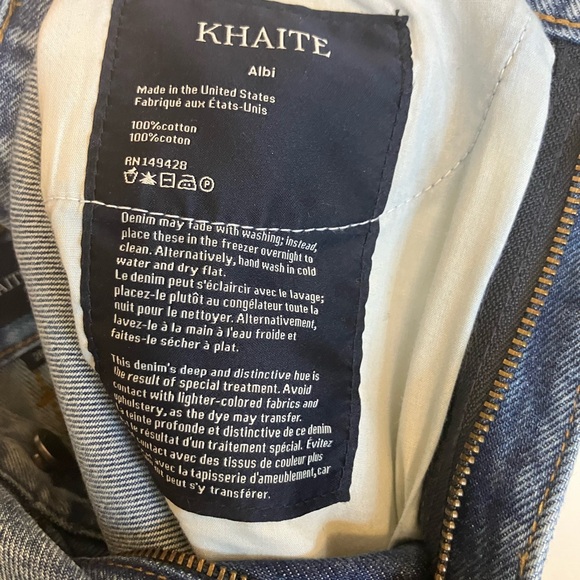 KHAITE
Albi
Made in the United States
Fabriqué aux États-Unis
100%cotton
100%coton
RN149428
Denim may fade with washing; instead,
place these in the freezer overnight to
clean. Alternatively, hand wash in cold
water and dry flat.
Le denim peut s'éclaircir avec le lavage;
placez-le plutôt au congélateur toute la
nuit pour le nettoyer. Alternativement,
lavez-le à la main à l'eau froide et
faites-le sécher à plat.
This denim's deep and distinctive hue is
the result of special treatment. Avoid
contact with lighter-colored fabrics and
upholstery, as the dye may transfer.
La teinte profonde et distinctive de ce denim
le résultat d'un traitement spécial. Évitez
contact avec des tissus de couleur plus
avec la tapisserie d'ameublement, car
peut s'y transférer.